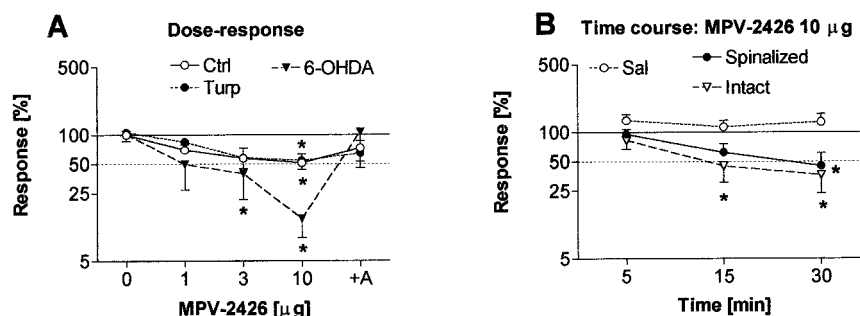 A
Dose-response
Ctrl
6-OHDA
Turp
Response [%]
500
100
50
25
5
*
*
*
*
0
1
3
10
+A
MPV-2426 [µg]
B
Time course: MPV-2426 10 µg
Sal
Spinalized
Intact
Response [%]
500
100
50
25
5
*
*
*
5
15
30
Time [min]